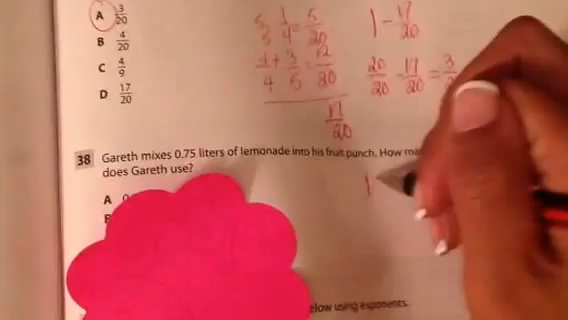 A 3/20
B 4/20
C 4/9
D 17/20
1/4 = 5/20
+ 3/5 = 12/20
17/20
1 - 17/20
20/20 - 17/20 = 3/
38 Gareth mixes 0.75 liters of lemonade into his fruit punch. How
does Gareth use?
A
B
below using exponents.